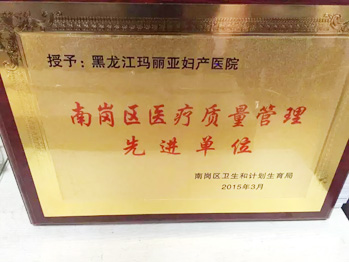 授予：黑龙江玛丽亚妇产医院
南岗区医疗质量管理
先进单位
南岗区卫生和计划生育局
2015年3月